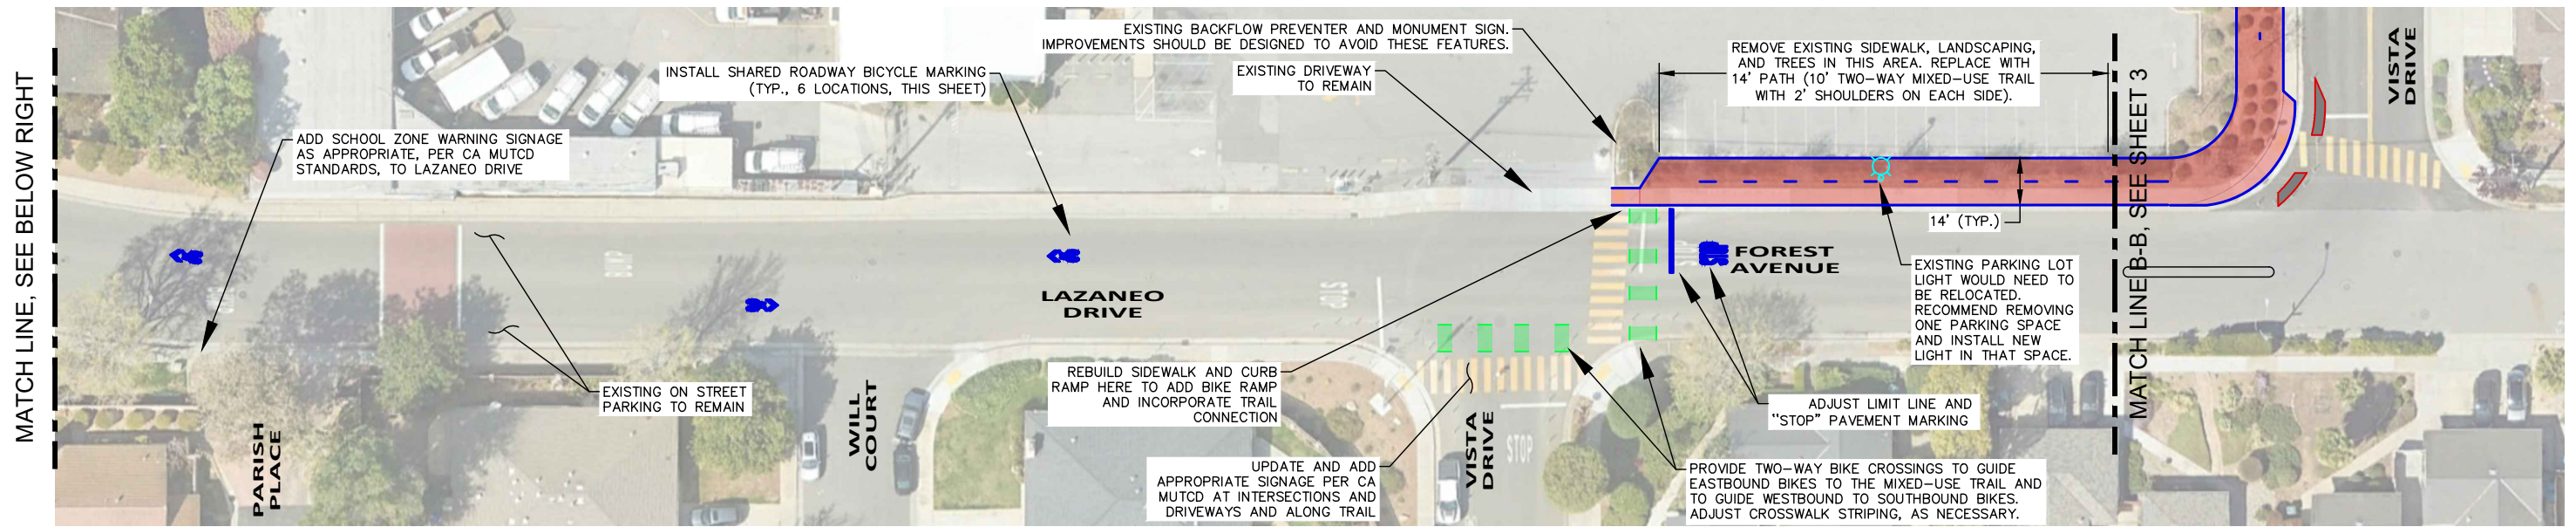 MATCH LINE, SEE BELOW RIGHT
ADD SCHOOL ZONE WARNING SIGNAGE
AS APPROPRIATE, PER CA MUTCD
STANDARDS, TO LAZANEO DRIVE
INSTALL SHARED ROADWAY BICYCLE MARKING
(TYP., 6 LOCATIONS, THIS SHEET)
EXISTING BACKFLOW PREVENTER AND MONUMENT SIGN.
IMPROVEMENTS SHOULD BE DESIGNED TO AVOID THESE FEATURES.
EXISTING DRIVEWAY
TO REMAIN
REMOVE EXISTING SIDEWALK, LANDSCAPING,
AND TREES IN THIS AREA. REPLACE WITH
14' PATH (10' TWO-WAY MIXED-USE TRAIL
WITH 2' SHOULDERS ON EACH SIDE).
VISTA
DRIVE
MATCH LINE B-B, SEE SHEET 3
14' (TYP.)
FOREST
AVENUE
EXISTING PARKING LOT
LIGHT WOULD NEED TO
BE RELOCATED.
RECOMMEND REMOVING
ONE PARKING SPACE
AND INSTALL NEW
LIGHT IN THAT SPACE.
BUMP
STOP
LAZANEO
DRIVE
EXISTING ON STREET
PARKING TO REMAIN
PARISH
PLACE
WILL
COURT
REBUILD SIDEWALK AND CURB
RAMP HERE TO ADD BIKE RAMP
AND INCORPORATE TRAIL
CONNECTION
ADJUST LIMIT LINE AND
"STOP" PAVEMENT MARKING
UPDATE AND ADD
APPROPRIATE SIGNAGE PER CA
MUTCD AT INTERSECTIONS AND
DRIVEWAYS AND ALONG TRAIL
VISTA
DRIVE
STOP
PROVIDE TWO-WAY BIKE CROSSINGS TO GUIDE
EASTBOUND BIKES TO THE MIXED-USE TRAIL AND
TO GUIDE WESTBOUND TO SOUTHBOUND BIKES.
ADJUST CROSSWALK STRIPING, AS NECESSARY.